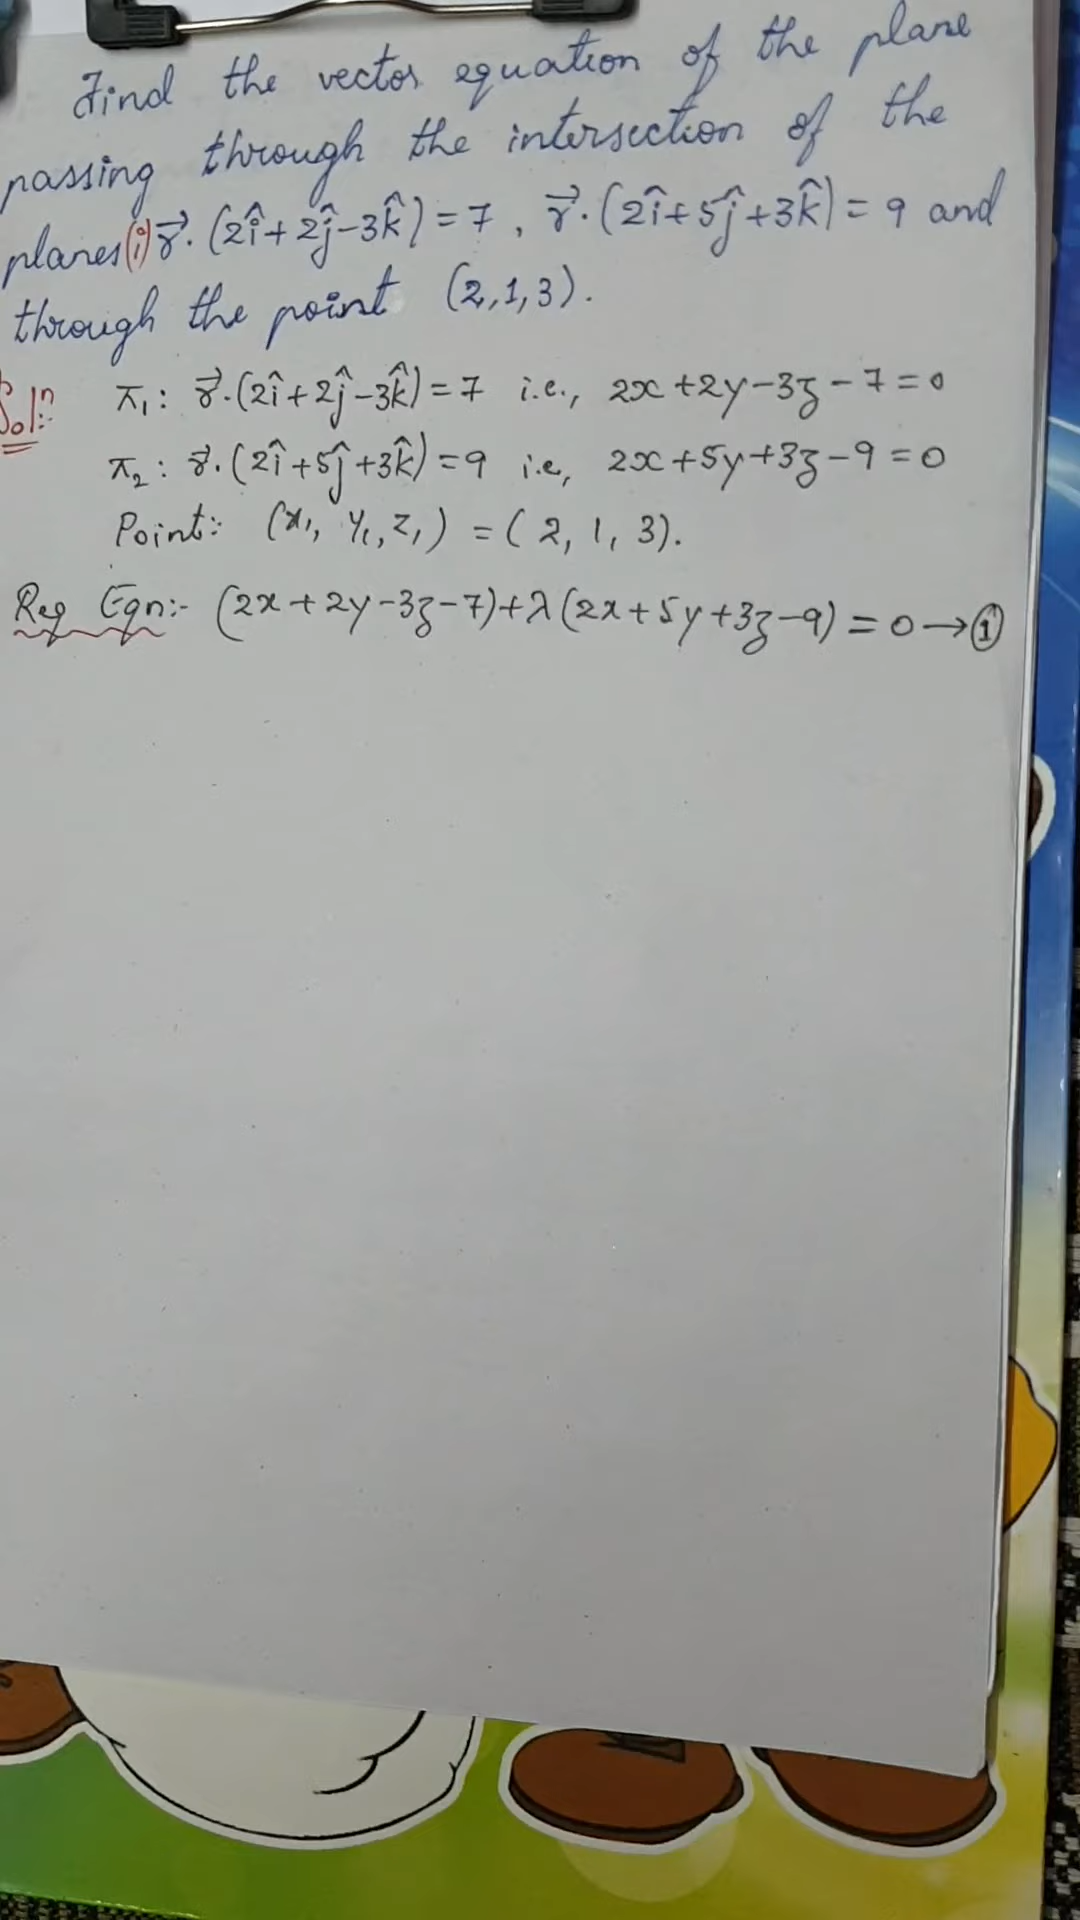 Find the vector equation of the plane
passing through the intersection of the
planes (i) r⃗.(2î+2ĵ-3k̂)=7, r⃗.(2î+5ĵ+3k̂)=9 and
through the point (2,1,3).
Solⁿ: π₁: r⃗.(2î+2ĵ-3k̂)=7 i.e., 2x+2y-3z-7=0
π₂: r⃗.(2î+5ĵ+3k̂)=9 i.e, 2x+5y+3z-9=0
Point:- (x₁, y₁, z₁) = (2, 1, 3).
Req Eqn:- (2x+2y-3z-7)+λ(2x+5y+3z-9)=0→①